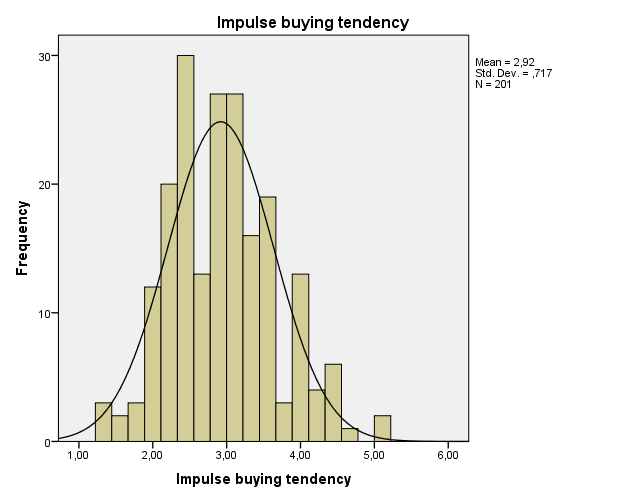 Impulse buying tendency
Mean = 2,92
Std. Dev. = ,717
N = 201
Frequency
30
20
10
0
1,00 2,00 3,00 4,00 5,00 6,00
Impulse buying tendency